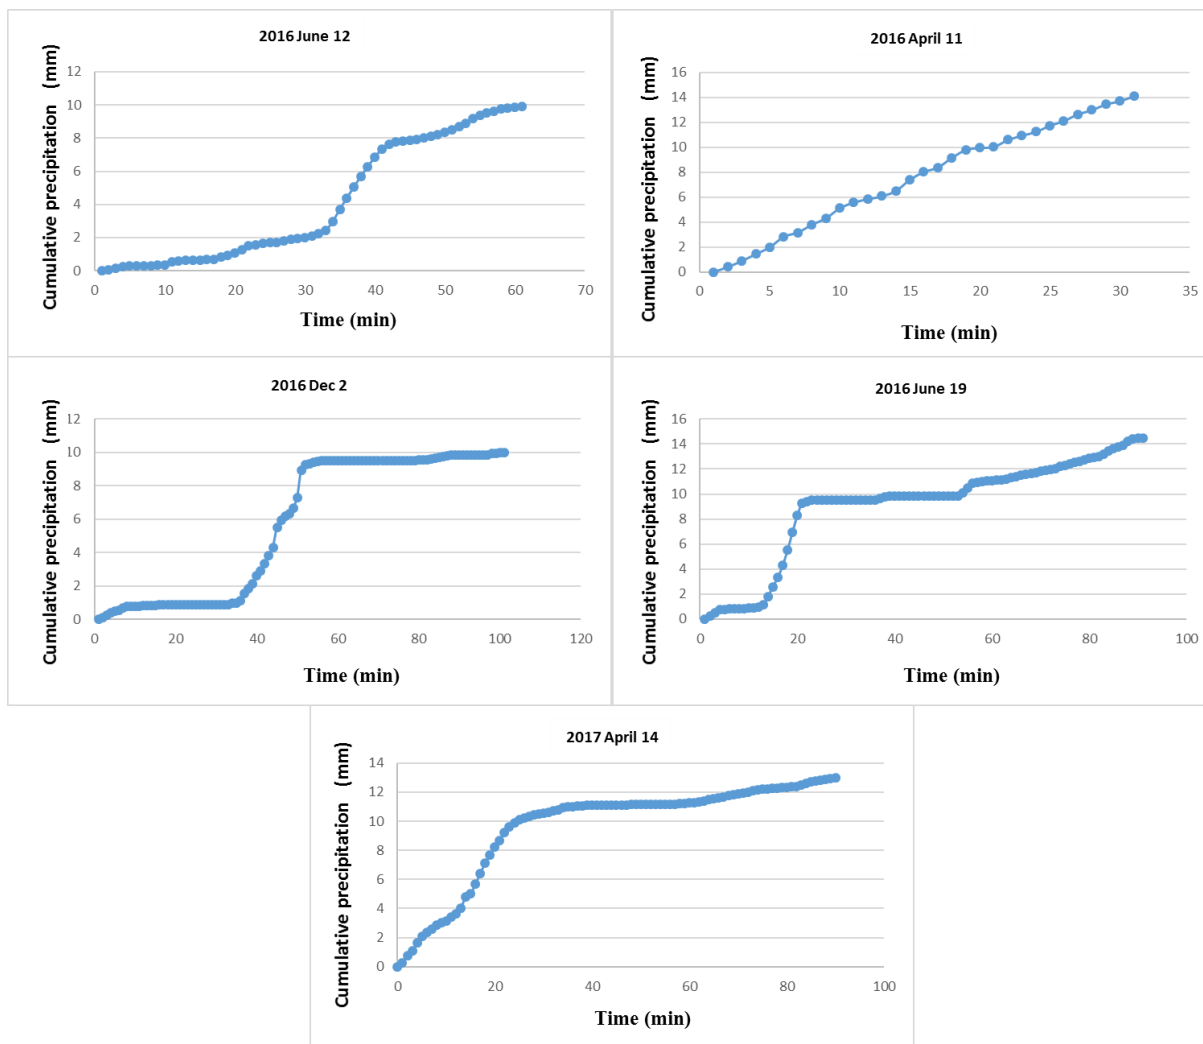 2016 June 12
Cumulative precipitation (mm)
12
10
8
6
4
2
0
0 10 20 30 40 50 60 70
Time (min)
2016 April 11
Cumulative precipitation (mm)
16
14
12
10
8
6
4
2
0
0 5 10 15 20 25 30 35
Time (min)
2016 Dec 2
Cumulative precipitation (mm)
12
10
8
6
4
2
0
0 20 40 60 80 100 120
Time (min)
2016 June 19
Cumulative precipitation (mm)
16
14
12
10
8
6
4
2
0
0 20 40 60 80 100
Time (min)
2017 April 14
Cumulative precipitation (mm)
14
12
10
8
6
4
2
0
0 20 40 60 80 100
Time (min)